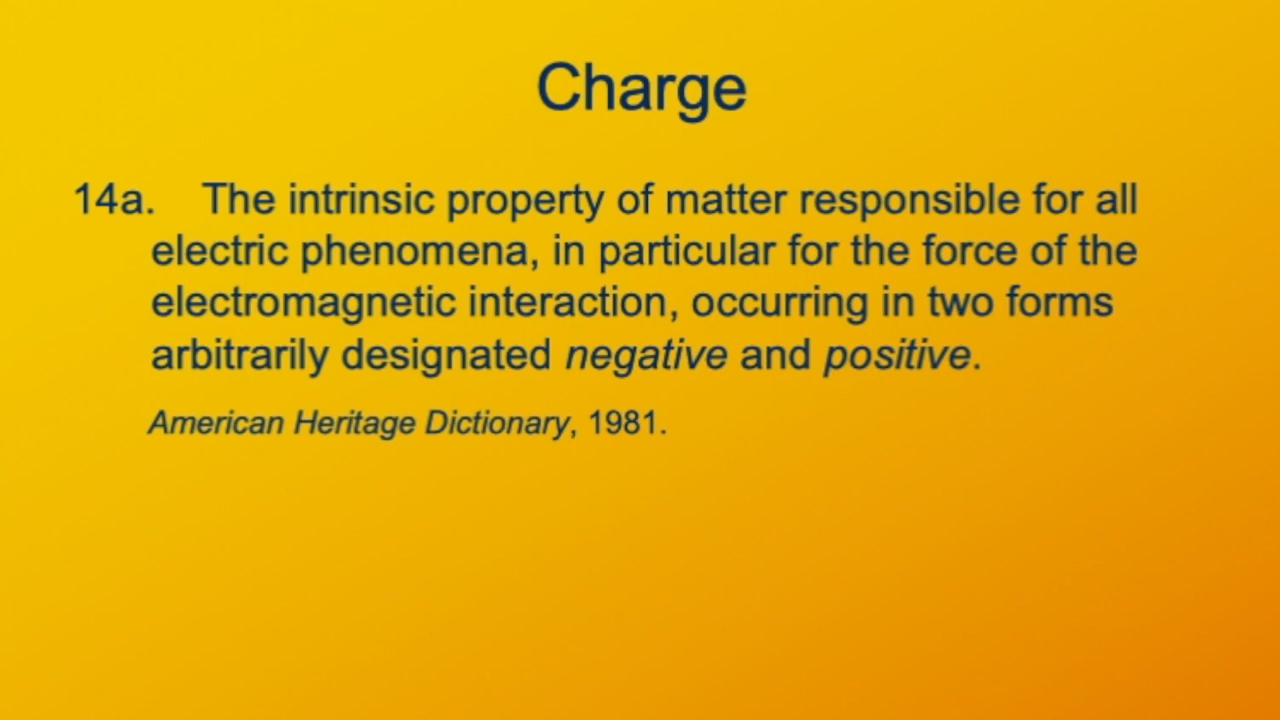 Charge
14a. The intrinsic property of matter responsible for all
electric phenomena, in particular for the force of the
electromagnetic interaction, occurring in two forms
arbitrarily designated negative and positive.
American Heritage Dictionary, 1981.